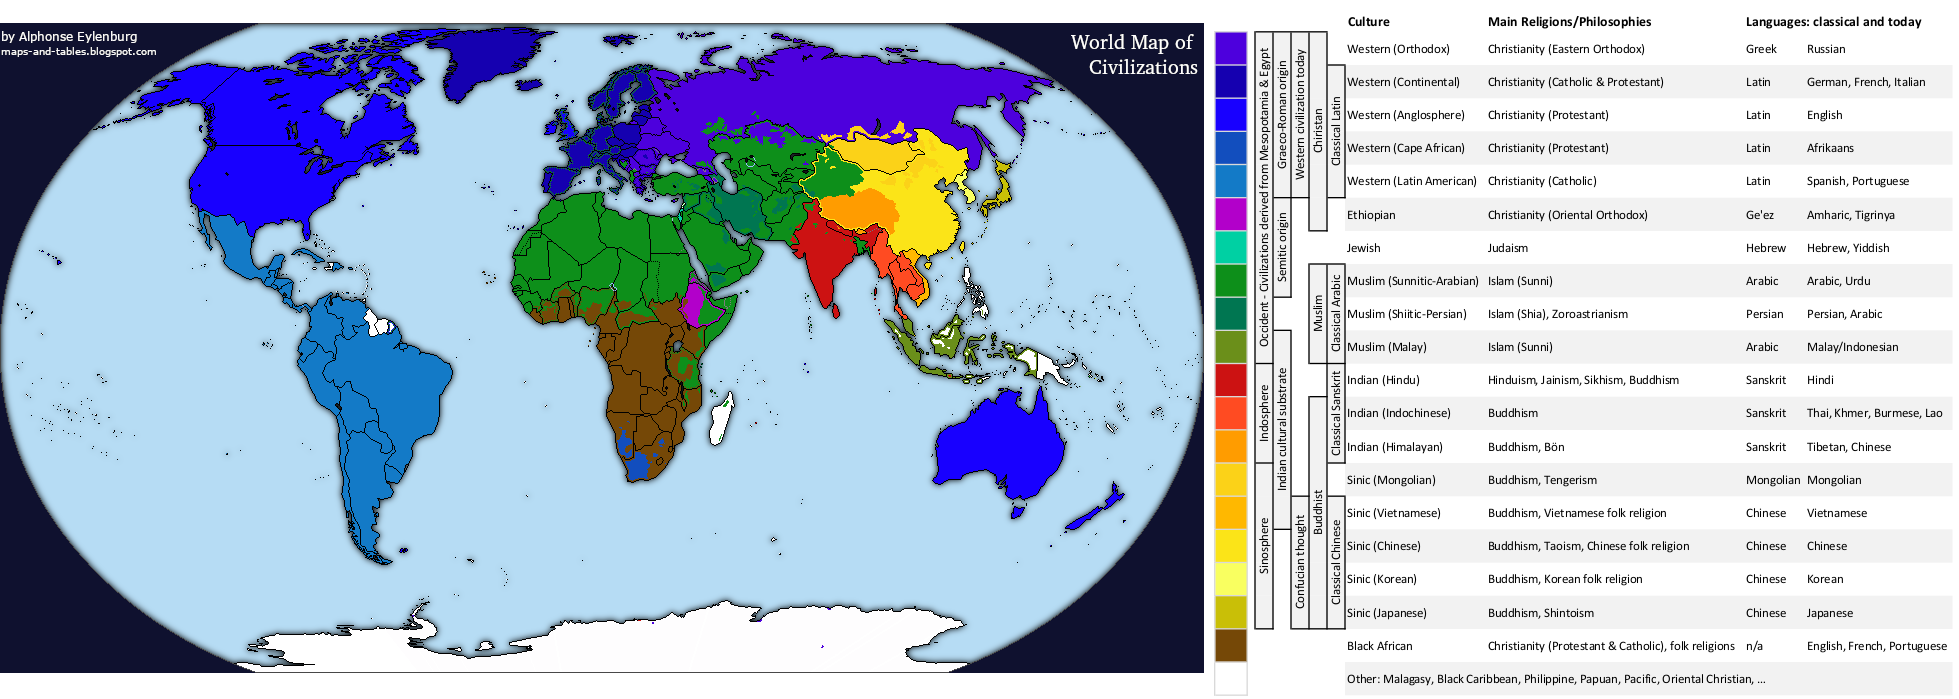 by Alphonse Eylenburg
maps-and-tables.blogspot.com
World Map of
Civilizations
Culture Main Religions/Philosophies Languages: classical and today
Western (Orthodox) Christianity (Eastern Orthodox) Greek Russian
Western (Continental) Christianity (Catholic & Protestant) Latin German, French, Italian
Western (Anglosphere) Christianity (Protestant) Latin English
Western (Cape African) Christianity (Protestant) Latin Afrikaans
Western (Latin American) Christianity (Catholic) Latin Spanish, Portuguese
Ethiopian Christianity (Oriental Orthodox) Ge'ez Amharic, Tigrinya
Jewish Judaism Hebrew Hebrew, Yiddish
Muslim (Sunnitic-Arabian) Islam (Sunni) Arabic Arabic, Urdu
Muslim (Shiitic-Persian) Islam (Shia), Zoroastrianism Persian Persian, Arabic
Muslim (Malay) Islam (Sunni) Arabic Malay/Indonesian
Indian (Hindu) Hinduism, Jainism, Sikhism, Buddhism Sanskrit Hindi
Indian (Indochinese) Buddhism Sanskrit Thai, Khmer, Burmese, Lao
Indian (Himalayan) Buddhism, Bön Sanskrit Tibetan, Chinese
Sinic (Mongolian) Buddhism, Tengerism Mongolian Mongolian
Sinic (Vietnamese) Buddhism, Vietnamese folk religion Chinese Vietnamese
Sinic (Chinese) Buddhism, Taoism, Chinese folk religion Chinese Chinese
Sinic (Korean) Buddhism, Korean folk religion Chinese Korean
Sinic (Japanese) Buddhism, Shintoism Chinese Japanese
Black African Christianity (Protestant & Catholic), folk religions n/a English, French, Portuguese
Other: Malagasy, Black Caribbean, Philippine, Papuan, Pacific, Oriental Christian, ...
Occident - Civilizations derived from Mesopotamia & Egypt
Indosphere
Sinosphere
Graeco-Roman origin
Semitic origin
Indian cultural substrate
Western civilization today
Confucian thought
Chiristan
Muslim
Buddhist
Classical Latin
Classical Arabic
Classical Sanskrit
Classical Chinese